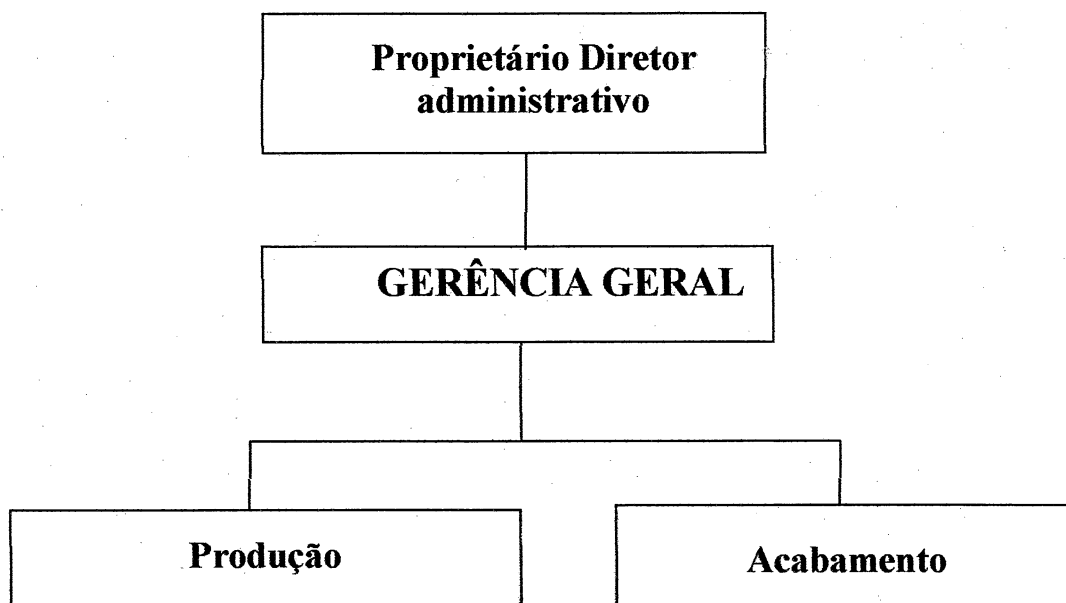 Proprietário Diretor
administrativo
GERÊNCIA GERAL
Produção
Acabamento